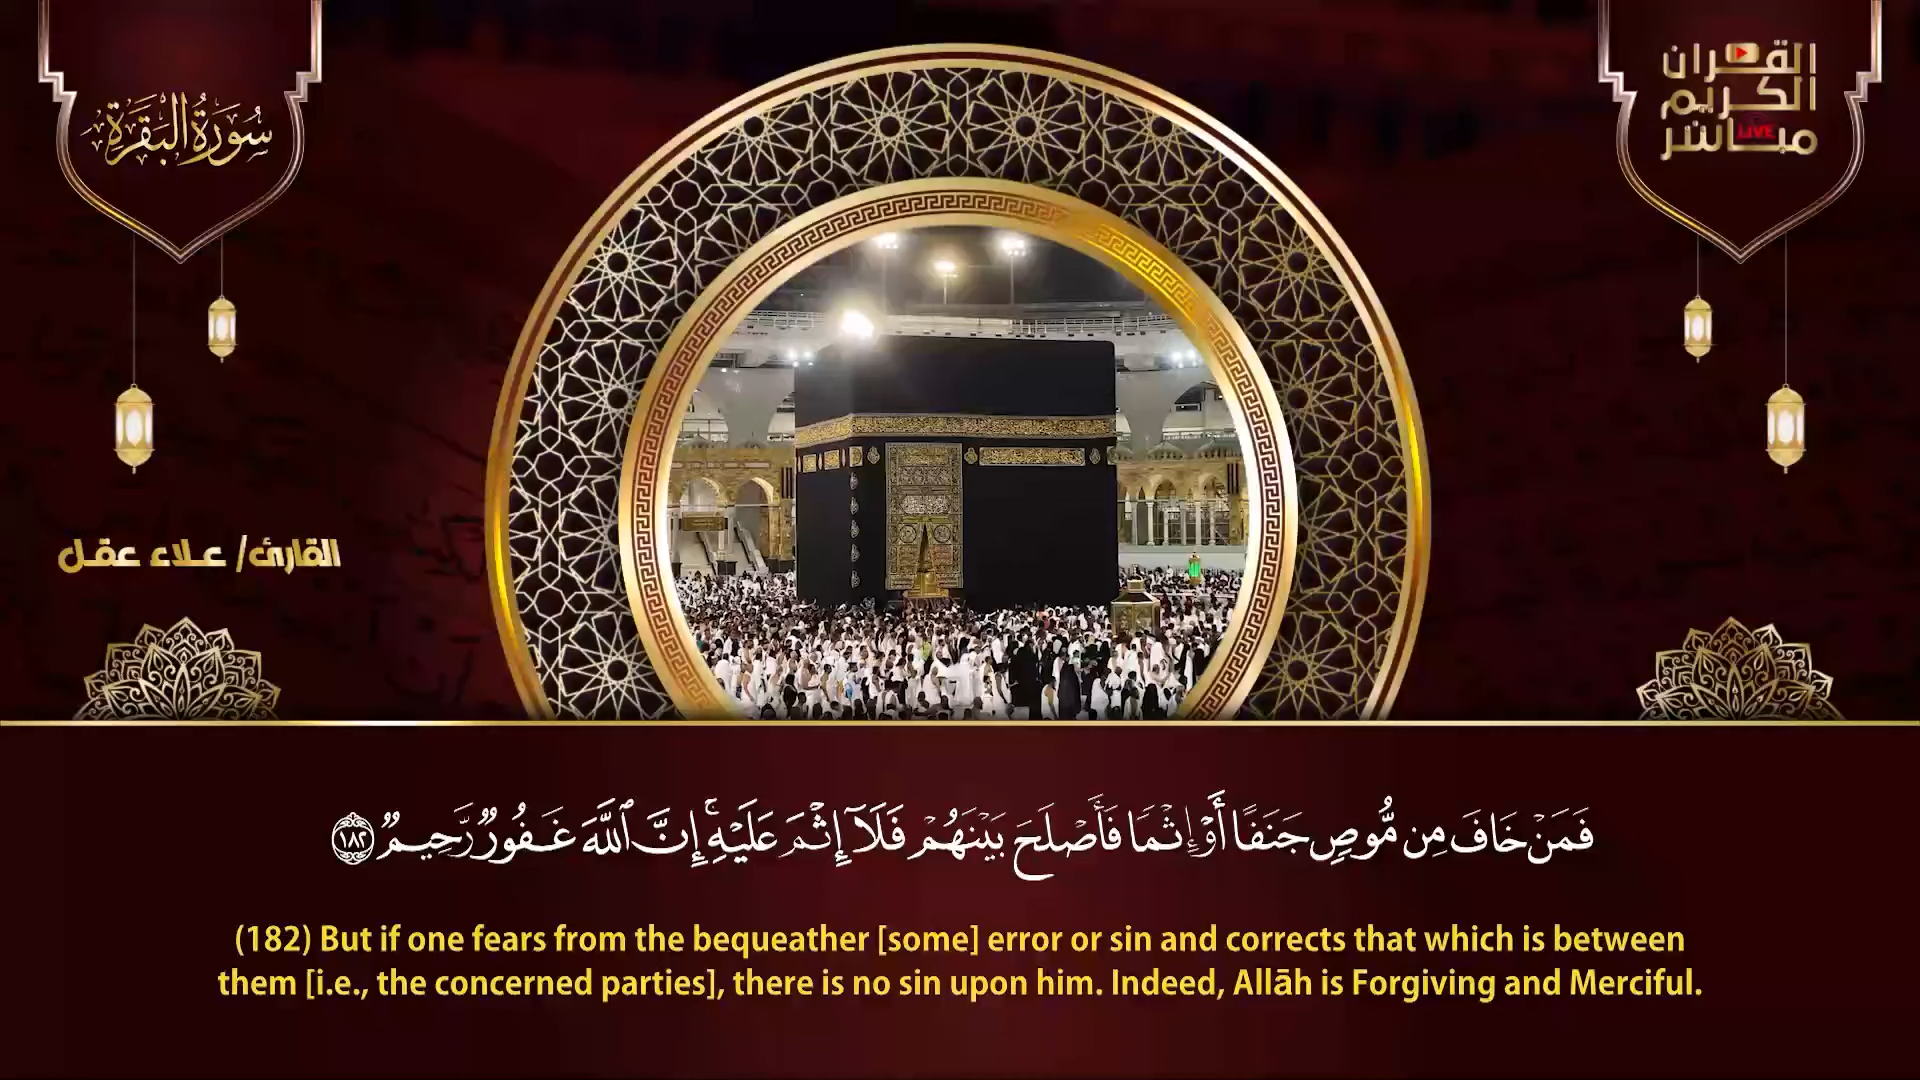 سُورَةُ البَقَرَةِ
القرآن
الكريم
مباشر
LIVE
القارئ/ علاء عقل
فَمَنْ خَافَ مِن مُّوصٍ جَنَفًا أَوْ إِثْمًا فَأَصْلَحَ بَيْنَهُمْ فَلَآ إِثْمَ عَلَيْهِ ۚ إِنَّ ٱللَّهَ غَفُورٌ رَّحِيمٌ ١٨٢
(182) But if one fears from the bequeather [some] error or sin and corrects that which is between
them [i.e., the concerned parties], there is no sin upon him. Indeed, Allāh is Forgiving and Merciful.